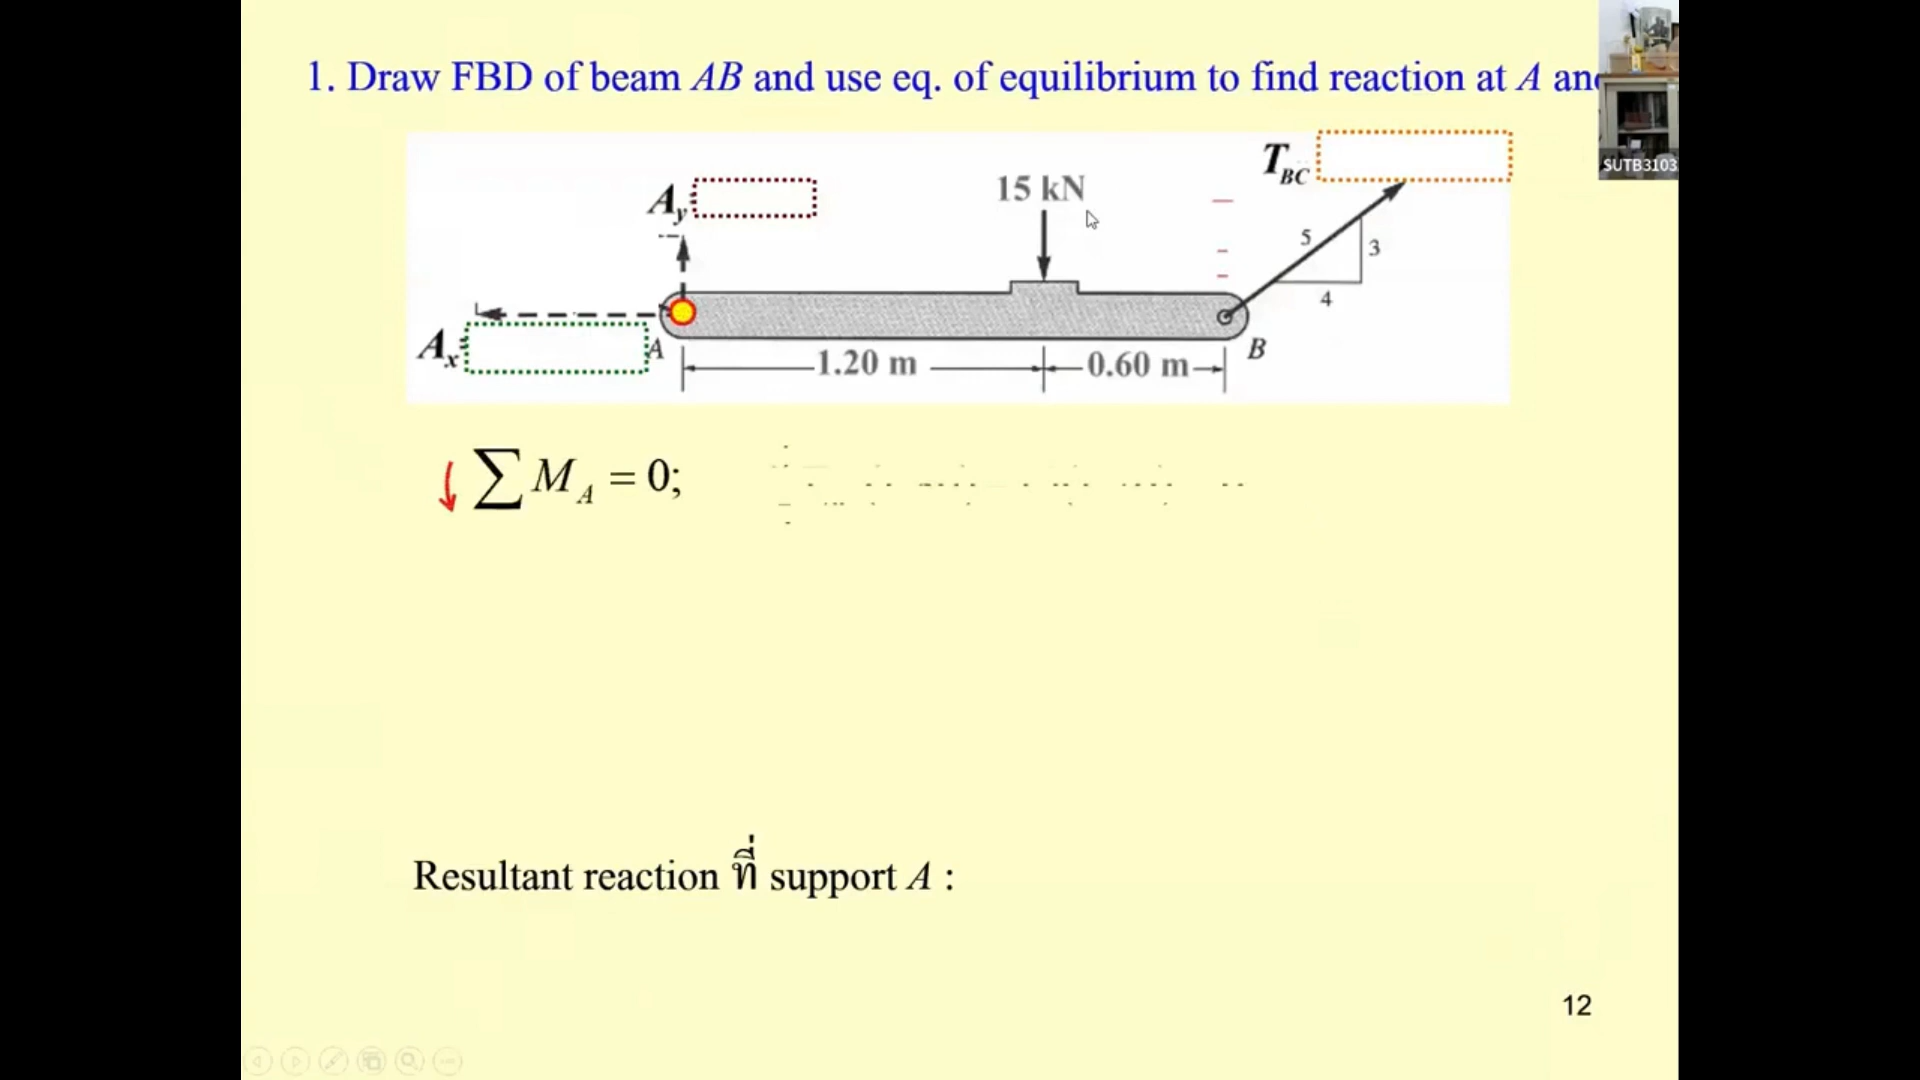 1. Draw FBD of beam AB and use eq. of equilibrium to find reaction at A
SUTB3103
T_BC
A_y
15 kN
5
3
4
A_x
A
B
1.20 m
0.60 m
∑ M_A = 0;
Resultant reaction ที่ support A :
12